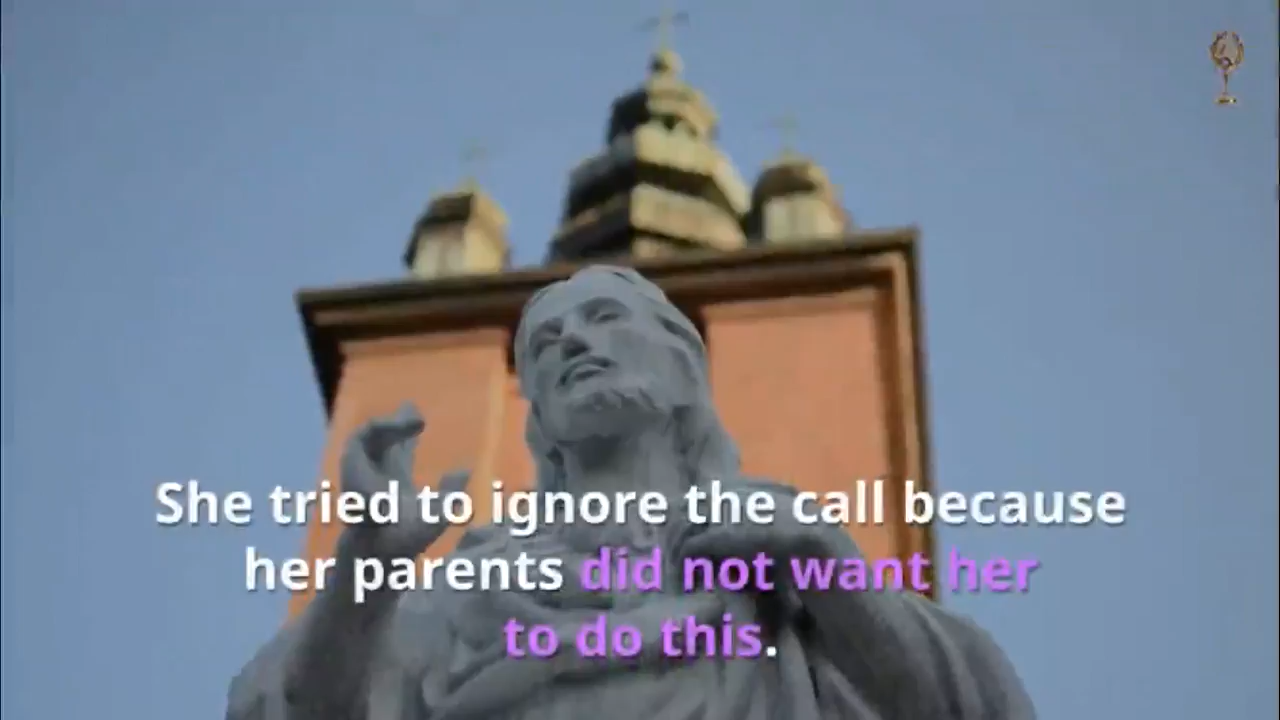 She tried to ignore the call because
her parents did not want her
to do this.